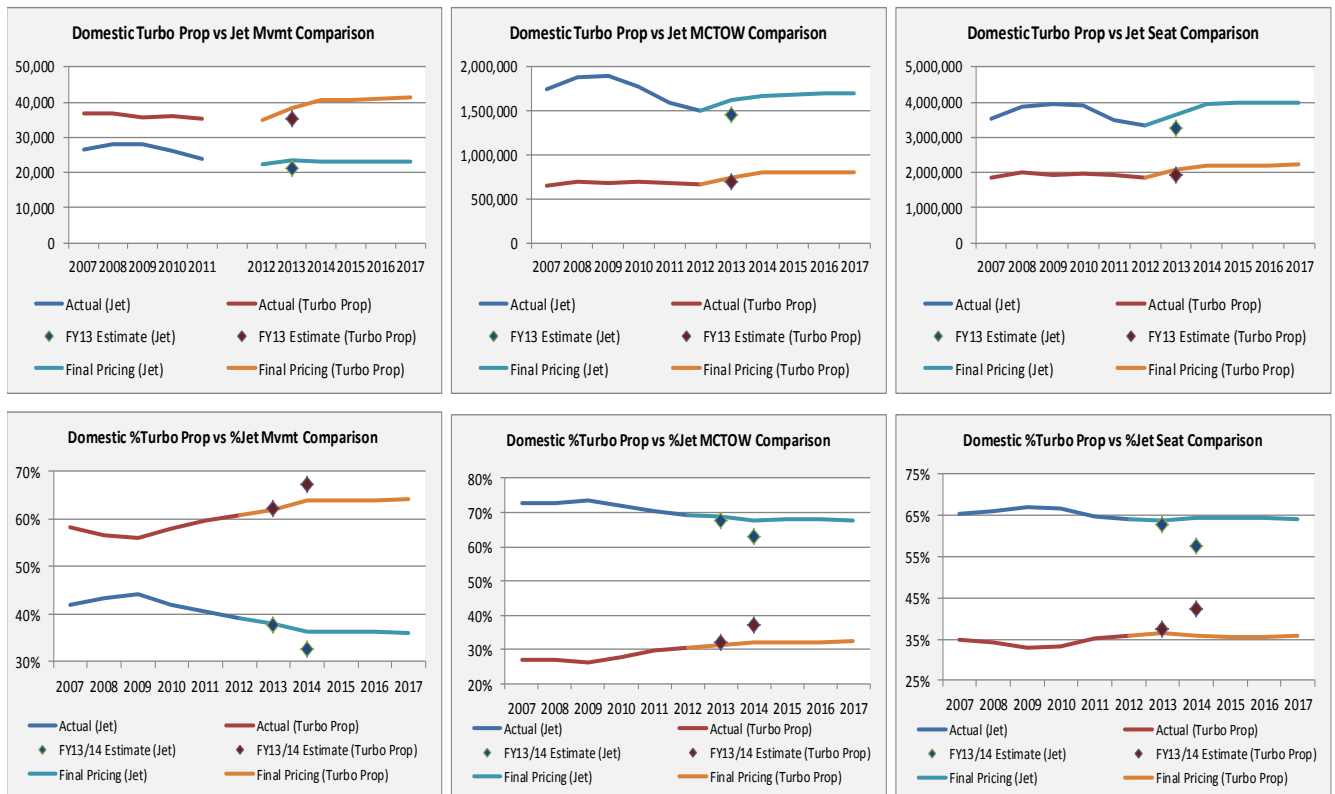 Domestic Turbo Prop vs Jet Mvmt Comparison
50,000
40,000
30,000
20,000
10,000
0
2007 2008 2009 2010 2011 2012 2013 2014 2015 2016 2017
Actual (Jet) Actual (Turbo Prop)
FY13 Estimate (Jet) FY13 Estimate (Turbo Prop)
Final Pricing (Jet) Final Pricing (Turbo Prop)
Domestic Turbo Prop vs Jet MCTOW Comparison
2,000,000
1,500,000
1,000,000
500,000
0
2007 2008 2009 2010 2011 2012 2013 2014 2015 2016 2017
Actual (Jet) Actual (Turbo Prop)
FY13 Estimate (Jet) FY13 Estimate (Turbo Prop)
Final Pricing (Jet) Final Pricing (Turbo Prop)
Domestic Turbo Prop vs Jet Seat Comparison
5,000,000
4,000,000
3,000,000
2,000,000
1,000,000
0
2007 2008 2009 2010 2011 2012 2013 2014 2015 2016 2017
Actual (Jet) Actual (Turbo Prop)
FY13 Estimate (Jet) FY13 Estimate (Turbo Prop)
Final Pricing (Jet) Final Pricing (Turbo Prop)
Domestic %Turbo Prop vs %Jet Mvmt Comparison
70%
60%
50%
40%
30%
2007 2008 2009 2010 2011 2012 2013 2014 2015 2016 2017
Actual (Jet) Actual (Turbo Prop)
FY13/14 Estimate (Jet) FY13/14 Estimate (Turbo Prop)
Final Pricing (Jet) Final Pricing (Turbo Prop)
Domestic %Turbo Prop vs %Jet MCTOW Comparison
80%
70%
60%
50%
40%
30%
20%
2007 2008 2009 2010 2011 2012 2013 2014 2015 2016 2017
Actual (Jet) Actual (Turbo Prop)
FY13/14 Estimate (Jet) FY13/14 Estimate (Turbo Prop)
Final Pricing (Jet) Final Pricing (Turbo Prop)
Domestic %Turbo Prop vs %Jet Seat Comparison
75%
65%
55%
45%
35%
25%
2007 2008 2009 2010 2011 2012 2013 2014 2015 2016 2017
Actual (Jet) Actual (Turbo Prop)
FY13/14 Estimate (Jet) FY13/14 Estimate (Turbo Prop)
Final Pricing (Jet) Final Pricing (Turbo Prop)